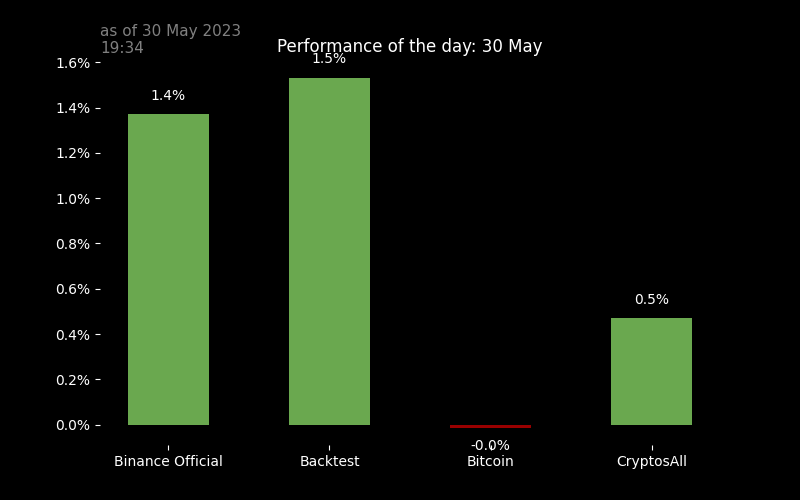 as of 30 May 2023
19:34
Performance of the day: 30 May
1.6%
1.5%
1.4%
1.4%
1.2%
1.0%
0.8%
0.6%
0.5%
0.4%
0.2%
0.0%
-0.0%
Binance Official
Backtest
Bitcoin
CryptosAll